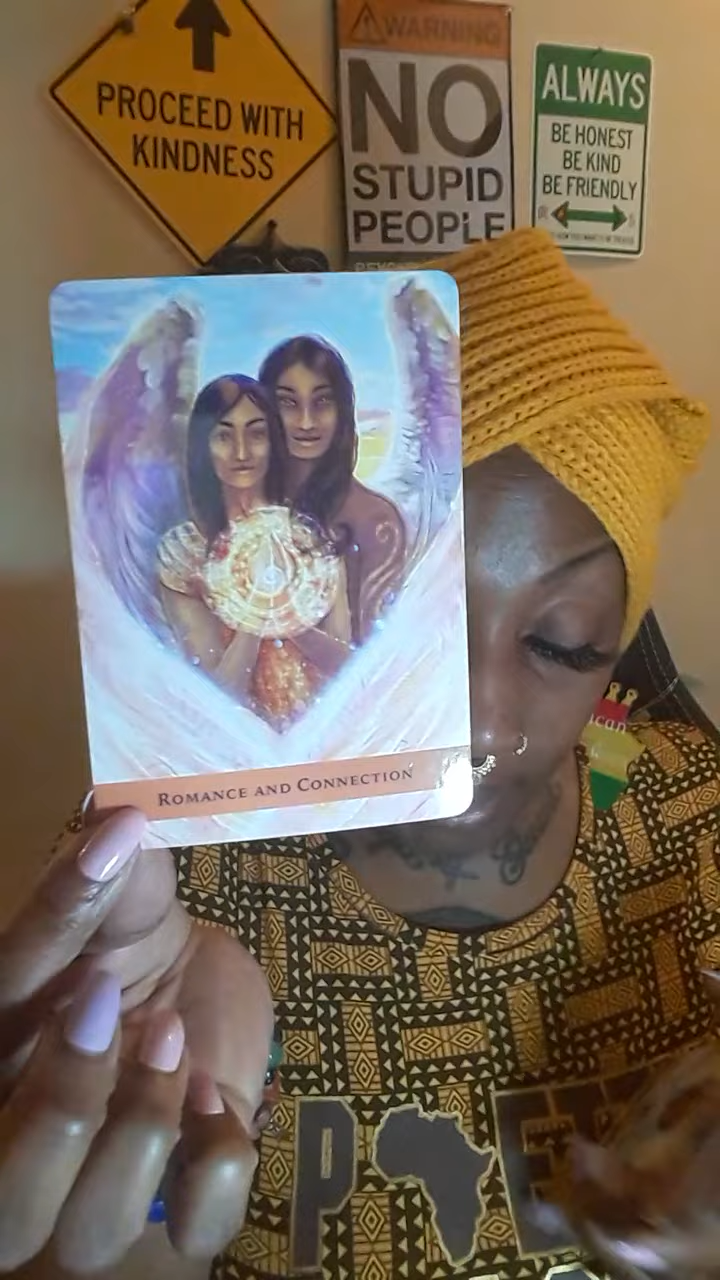 PROCEED WITH
KINDNESS
WARNING
NO
STUPID
PEOPLE
ALWAYS
BE HONEST
BE KIND
BE FRIENDLY
ROMANCE AND CONNECTION